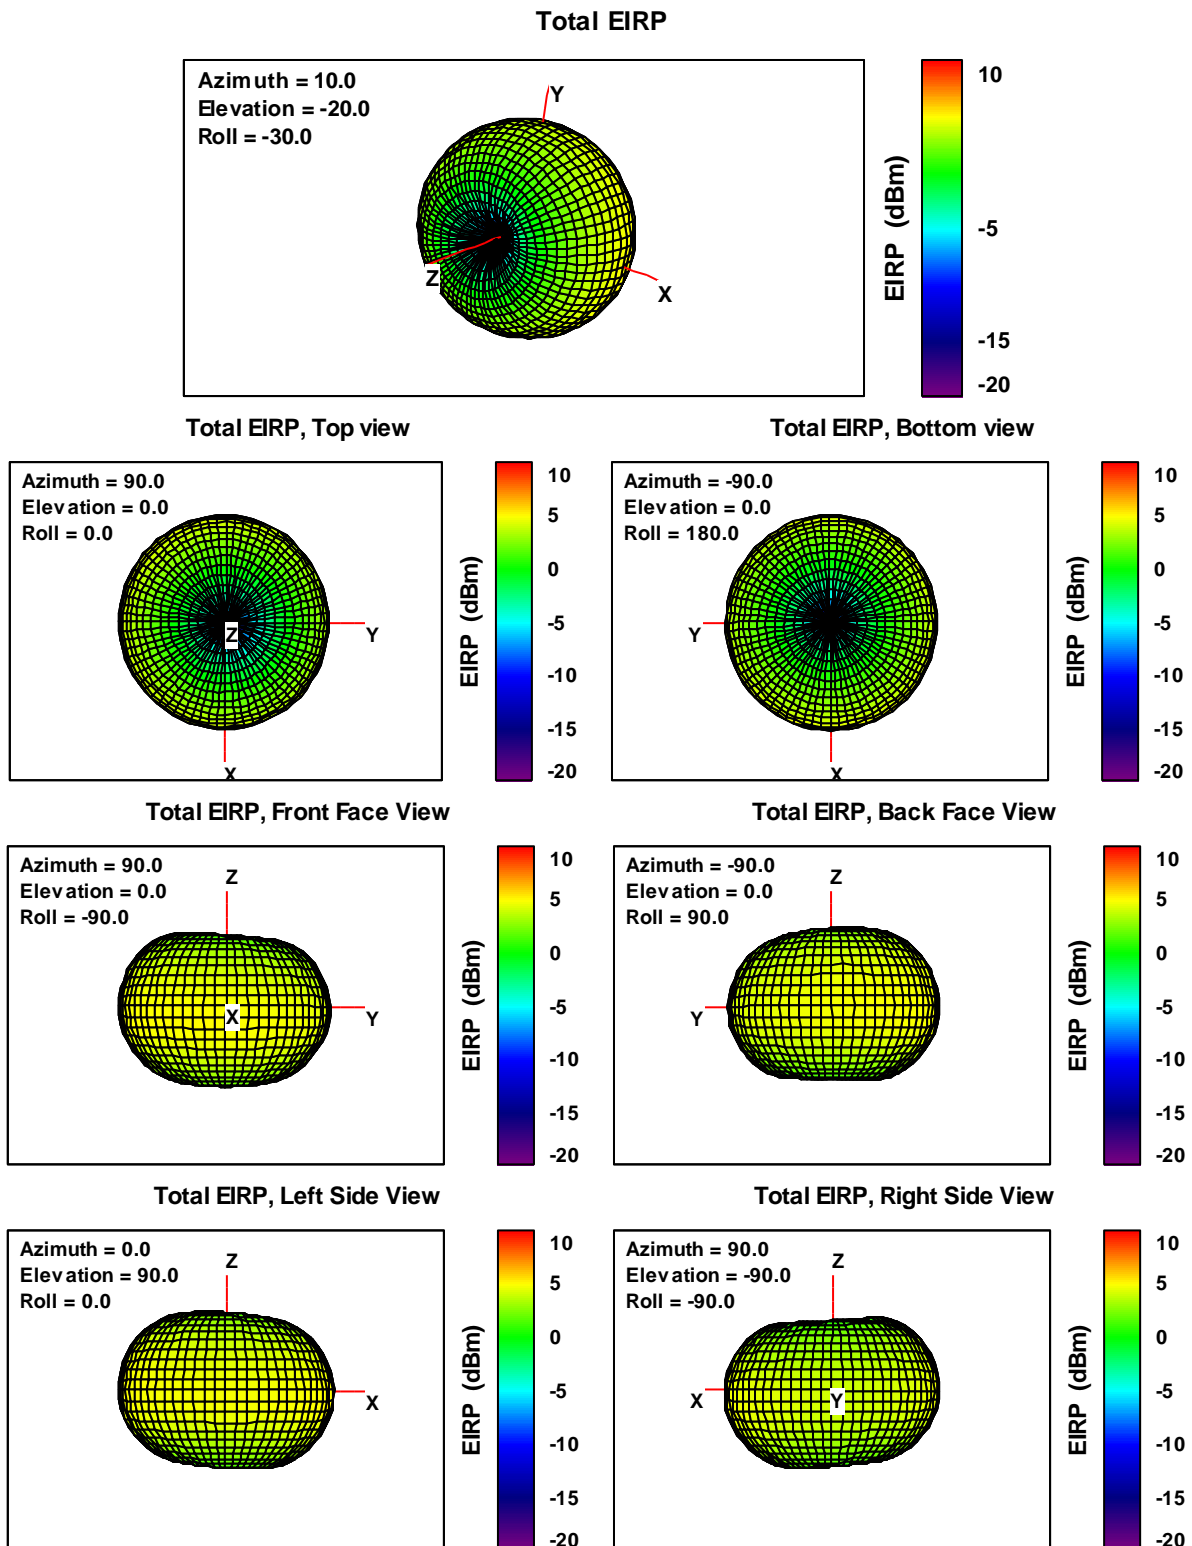 Total EIRP
Azimuth = 10.0
Elevation = -20.0
Roll = -30.0
Y
Z
X
EIRP (dBm)
10
-5
-15
-20
Total EIRP, Top view
Azimuth = 90.0
Elevation = 0.0
Roll = 0.0
Z
Y
X
EIRP (dBm)
10
5
0
-5
-10
-15
-20
Total EIRP, Bottom view
Azimuth = -90.0
Elevation = 0.0
Roll = 180.0
Y
X
EIRP (dBm)
10
5
0
-5
-10
-15
-20
Total EIRP, Front Face View
Azimuth = 90.0
Elevation = 0.0
Roll = -90.0
Z
X
Y
EIRP (dBm)
10
5
0
-5
-10
-15
-20
Total EIRP, Back Face View
Azimuth = -90.0
Elevation = 0.0
Roll = 90.0
Z
Y
EIRP (dBm)
10
5
0
-5
-10
-15
-20
Total EIRP, Left Side View
Azimuth = 0.0
Elevation = 90.0
Roll = 0.0
Z
X
EIRP (dBm)
10
5
0
-5
-10
-15
-20
Total EIRP, Right Side View
Azimuth = 90.0
Elevation = -90.0
Roll = -90.0
Z
X
Y
EIRP (dBm)
10
5
0
-5
-10
-15
-20